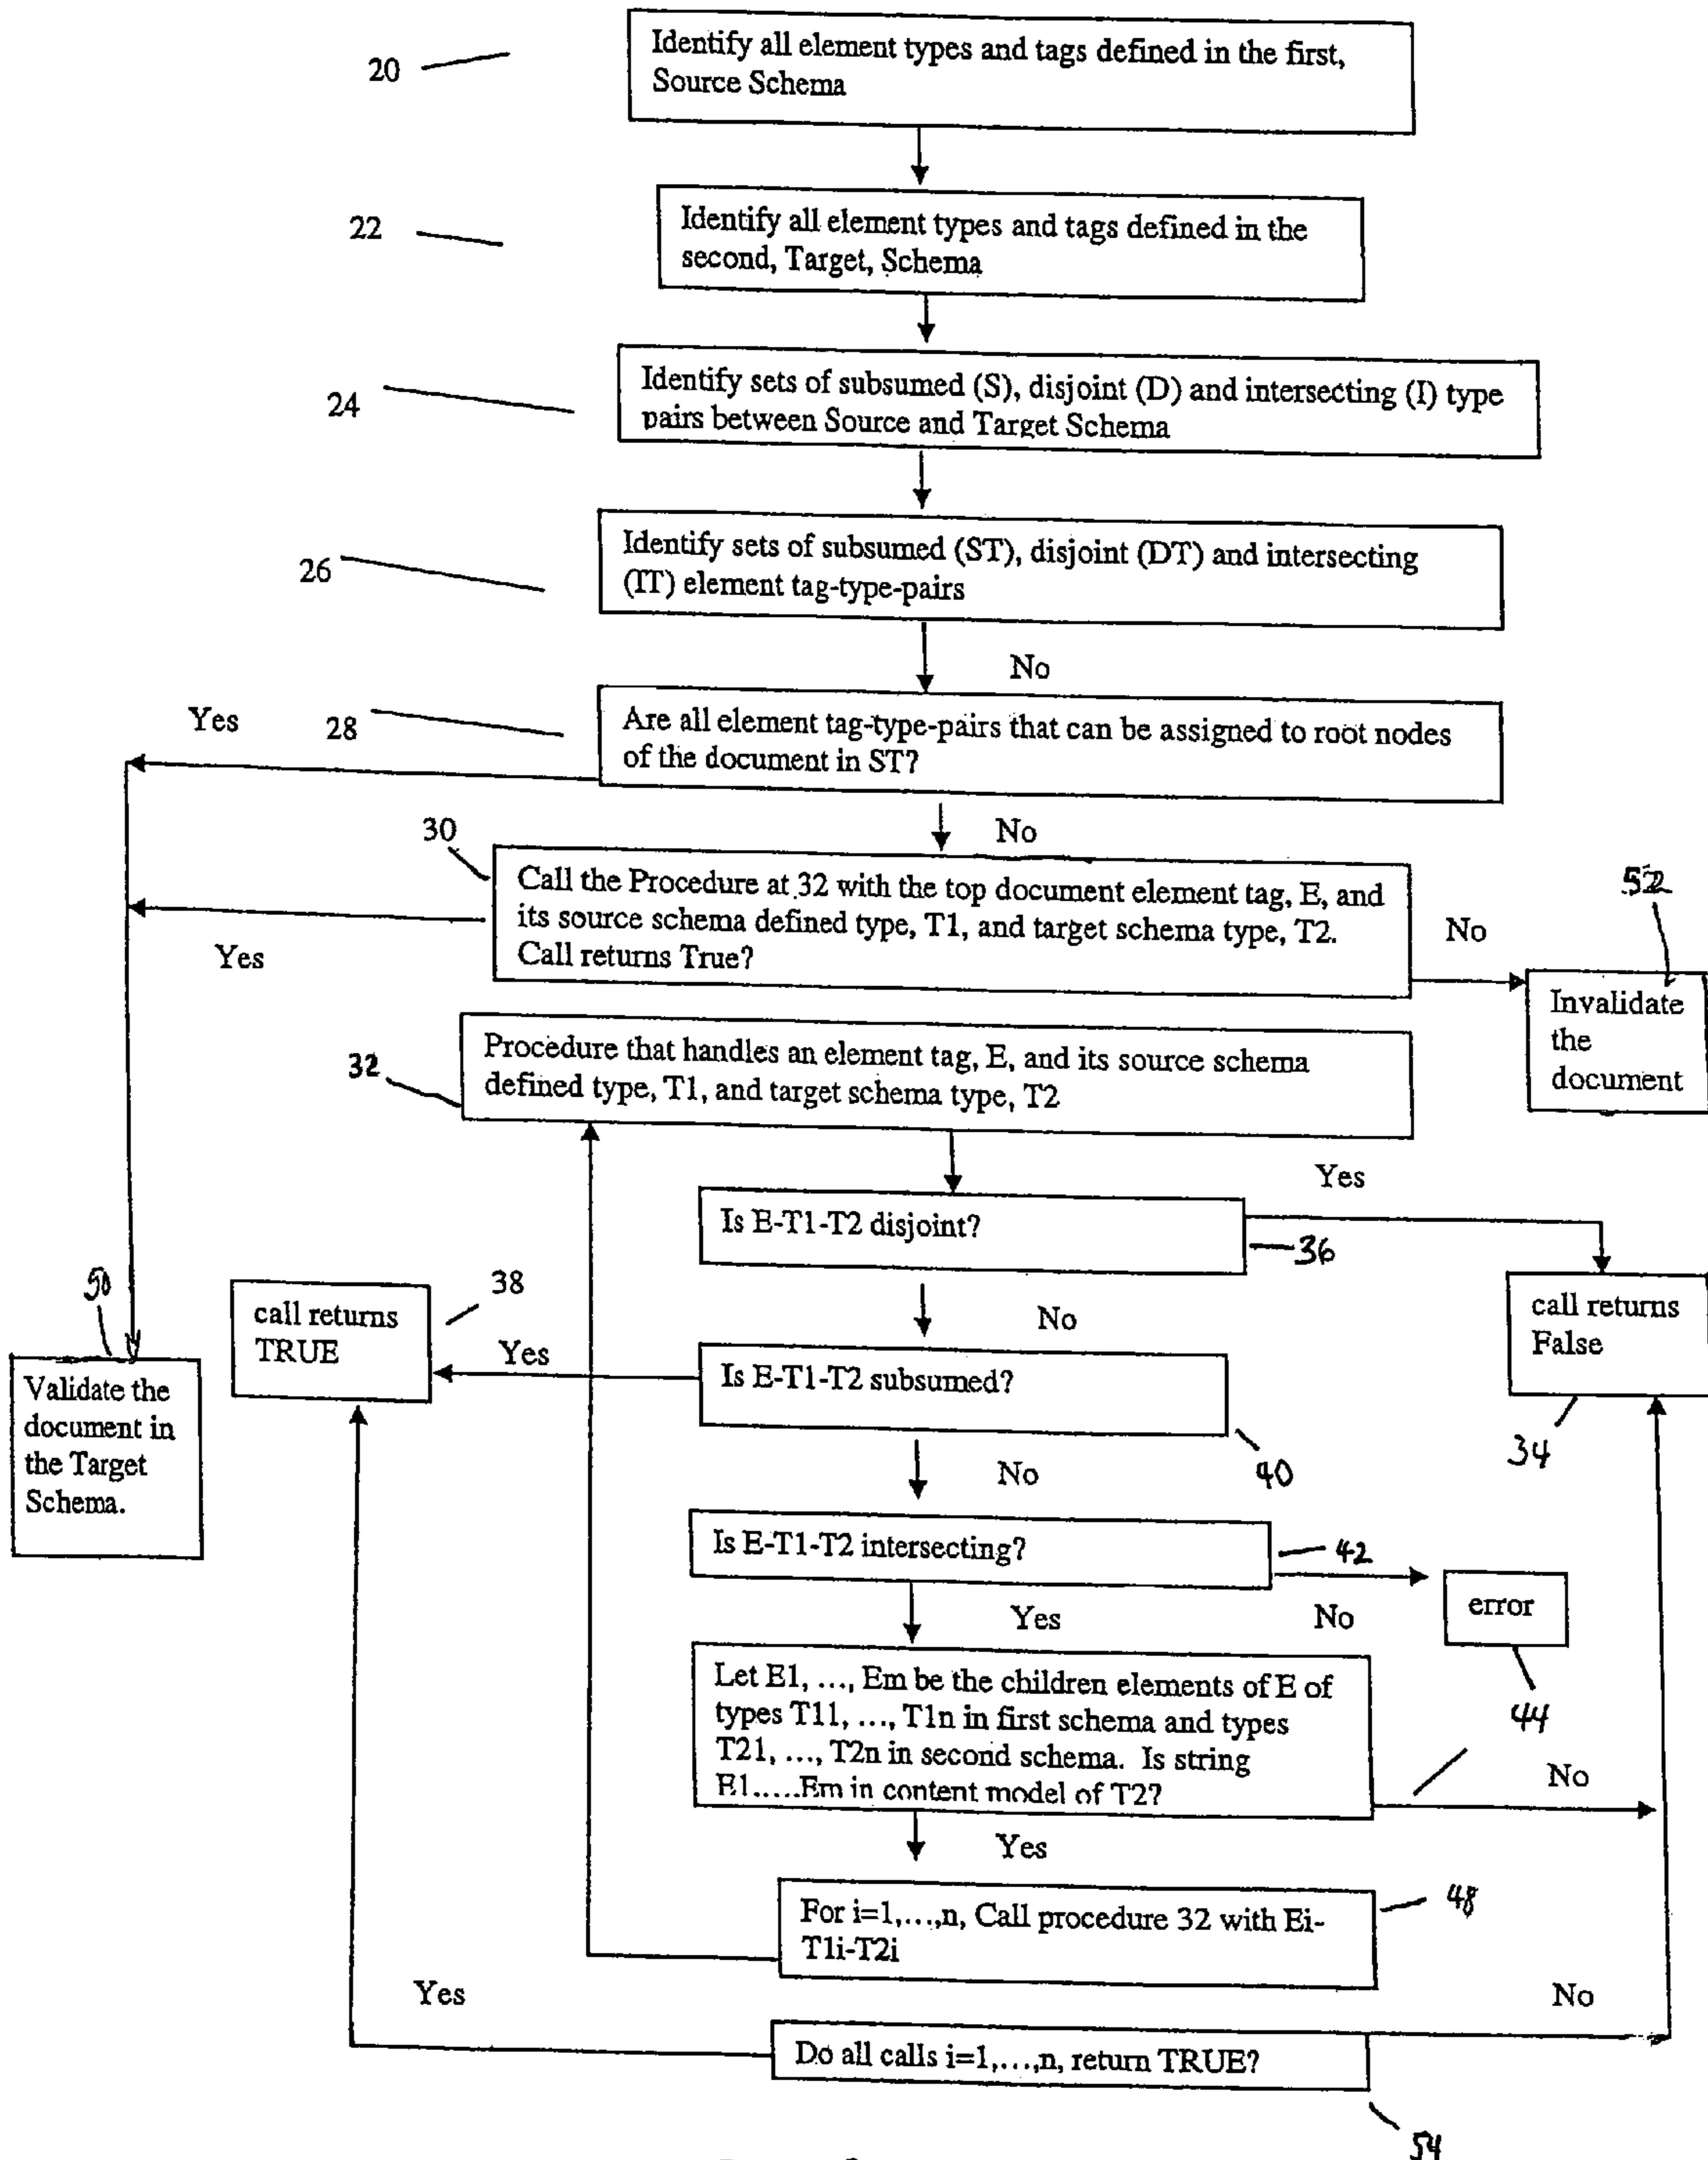 20
Identify all element types and tags defined in the first,
Source Schema
22
Identify all element types and tags defined in the
second, Target, Schema
24
Identify sets of subsumed (S), disjoint (D) and intersecting (I) type
pairs between Source and Target Schema
26
Identify sets of subsumed (ST), disjoint (DT) and intersecting
(IT) element tag-type-pairs
No
Yes
28
Are all element tag-type-pairs that can be assigned to root nodes
of the document in ST?
No
30
Call the Procedure at 32 with the top document element tag, E, and
its source schema defined type, T1, and target schema type, T2.
Call returns True?
Yes
No
52
Invalidate
the
document
32
Procedure that handles an element tag, E, and its source schema
defined type, T1, and target schema type, T2
Yes
Is E-T1-T2 disjoint?
36
No
50
Validate the
document in
the Target
Schema.
call returns
TRUE
38
Yes
Is E-T1-T2 subsumed?
40
call returns
False
34
No
Is E-T1-T2 intersecting?
42
Yes
No
error
44
Let E1, ..., Em be the children elements of E of
types T11, ..., T1n in first schema and types
T21, ..., T2n in second schema. Is string
E1.....Em in content model of T2?
No
Yes
For i=1,...,n, Call procedure 32 with Ei-
T1i-T2i
48
Yes
No
Do all calls i=1,...,n, return TRUE?
54